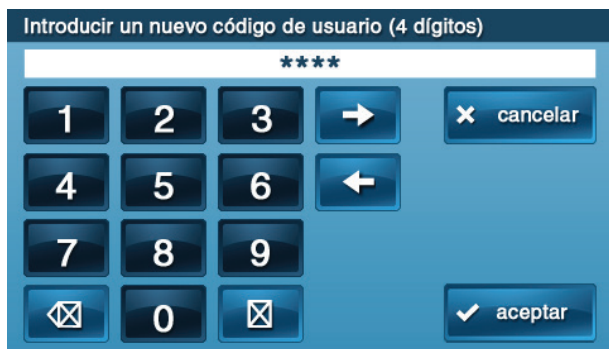 Introducir un nuevo código de usuario (4 dígitos)
****
1 2 3 cancelar
4 5 6
7 8 9
0 aceptar